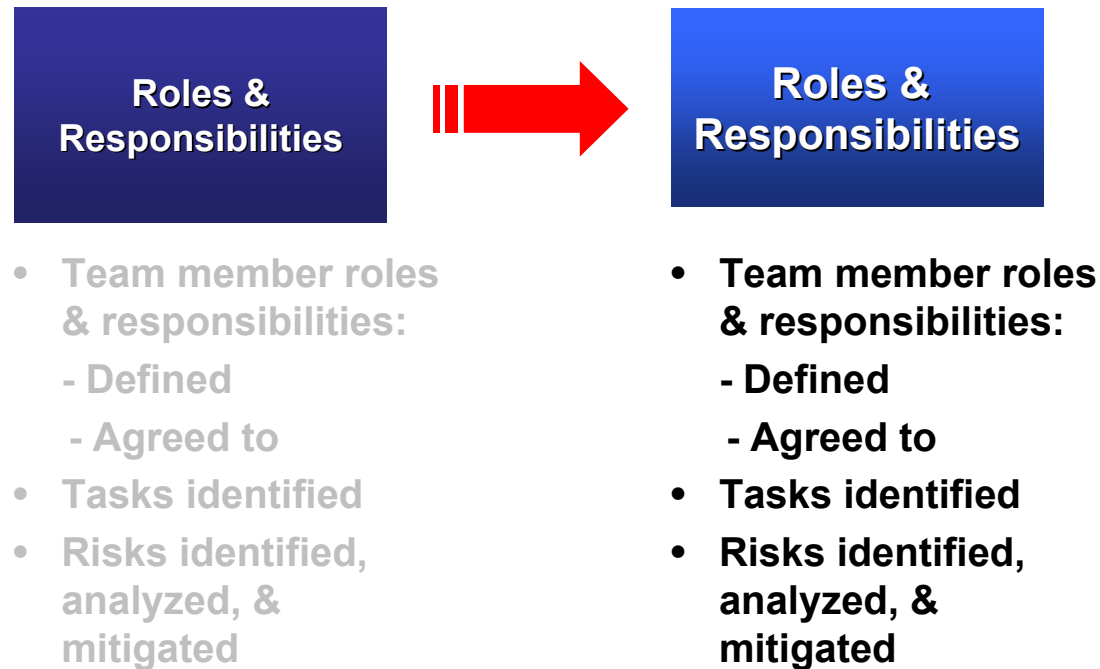 Roles &
Responsibilities
• Team member roles
& responsibilities:
- Defined
- Agreed to
• Tasks identified
• Risks identified,
analyzed, &
mitigated
Roles &
Responsibilities
• Team member roles
& responsibilities:
- Defined
- Agreed to
• Tasks identified
• Risks identified,
analyzed, &
mitigated